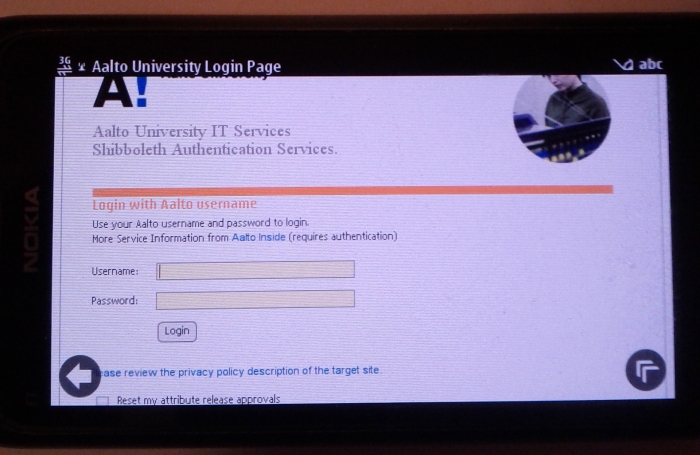 3G Aalto University Login Page abc
A!
Aalto University IT Services
Shibboleth Authentication Services.
Login with Aalto username
Use your Aalto username and password to login.
More Service Information from Aalto Inside (requires authentication)
Username:
Password:
Login
ase review the privacy policy description of the target site.
Reset my attribute release approvals
NOKIA